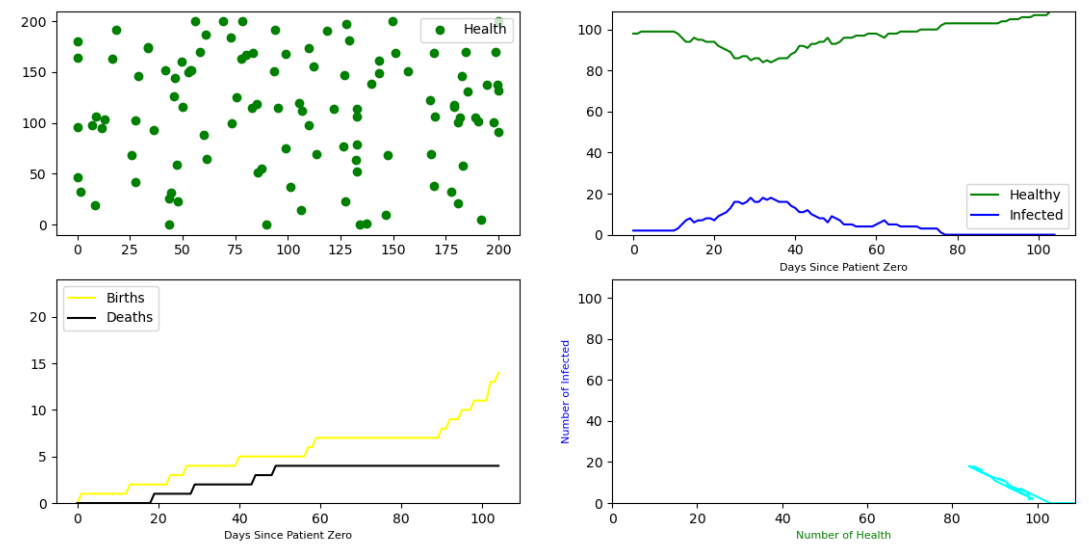 200
150
100
50
0
Health
0 25 50 75 100 125 150 175 200
100
80
60
40
20
0
Healthy
Infected
0 20 40 60 80 100
Days Since Patient Zero
20
15
10
5
0
Births
Deaths
0 20 40 60 80 100
Days Since Patient Zero
100
80
60
40
20
0
Number of Infected
0 20 40 60 80 100
Number of Health